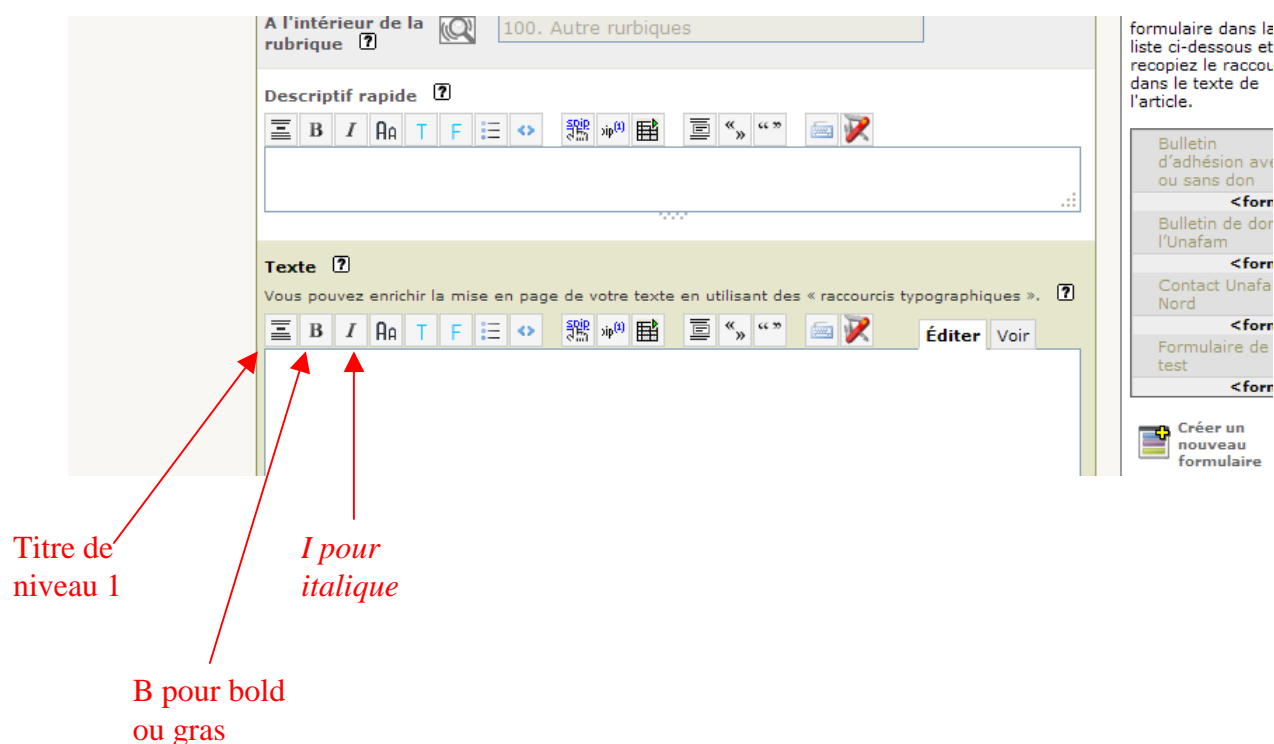 A l'intérieur de la
rubrique ?
100. Autre rurbiques
Descriptif rapide ?
B I
T F
« » “ ”
Texte ?
Vous pouvez enrichir la mise en page de votre texte en utilisant des « raccourcis typographiques ». ?
B I
T F
« » “ ”
Éditer Voir
formulaire dans la
liste ci-dessous et
recopiez le raccou
dans le texte de
l'article.
Bulletin
d’adhésion ave
ou sans don
<form
Bulletin de don
l’Unafam
<form
Contact Unafa
Nord
<form
Formulaire de
test
<form
Créer un
nouveau
formulaire
Titre de
niveau 1
I pour
italique
B pour bold
ou gras